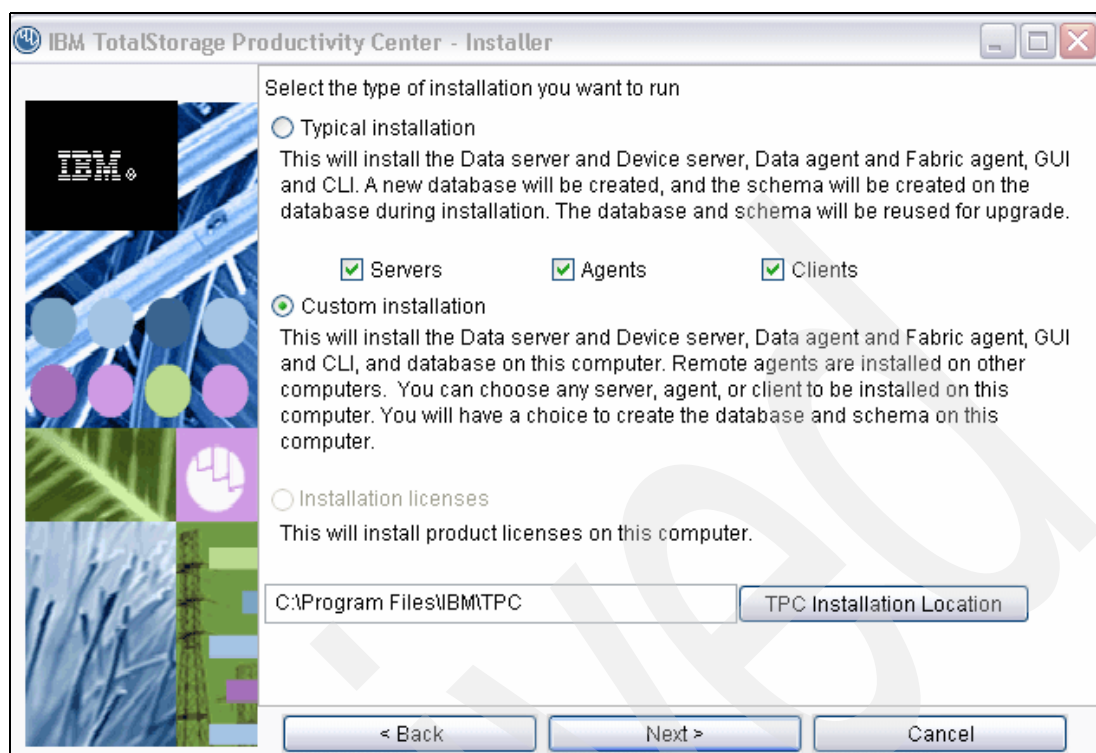 IBM TotalStorage Productivity Center - Installer
IBM®
Select the type of installation you want to run
Typical installation
This will install the Data server and Device server, Data agent and Fabric agent, GUI
and CLI. A new database will be created, and the schema will be created on the
database during installation. The database and schema will be reused for upgrade.
Servers Agents Clients
Custom installation
This will install the Data server and Device server, Data agent and Fabric agent, GUI
and CLI, and database on this computer. Remote agents are installed on other
computers. You can choose any server, agent, or client to be installed on this
computer. You will have a choice to create the database and schema on this
computer.
Installation licenses
This will install product licenses on this computer.
C:\Program Files\IBM\TPC TPC Installation Location
< Back Next > Cancel